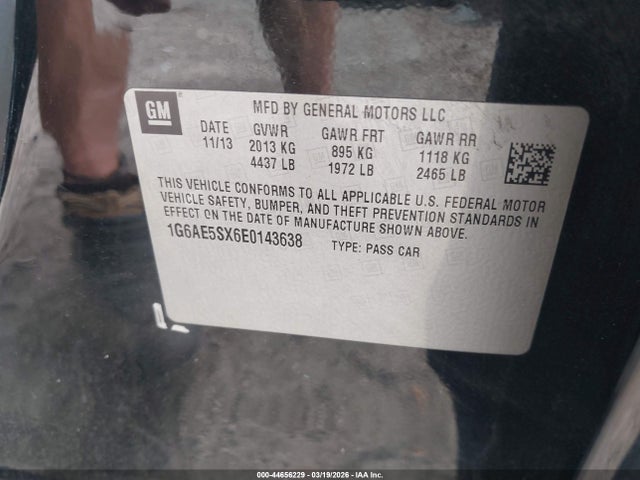 GM
MFD BY GENERAL MOTORS LLC
DATE GVWR GAWR FRT GAWR RR
11/13 2013 KG 895 KG 1118 KG
4437 LB 1972 LB 2465 LB
THIS VEHICLE CONFORMS TO ALL APPLICABLE U.S. FEDERAL MOTOR
VEHICLE SAFETY, BUMPER, AND THEFT PREVENTION STANDARDS IN
EFFECT ON THE DATE OF MANUFACTURE SHOWN ABOVE.
1G6AE5SX6E0143638 TYPE: PASS CAR
000-44656229 - 03/19/2026 - IAA Inc.